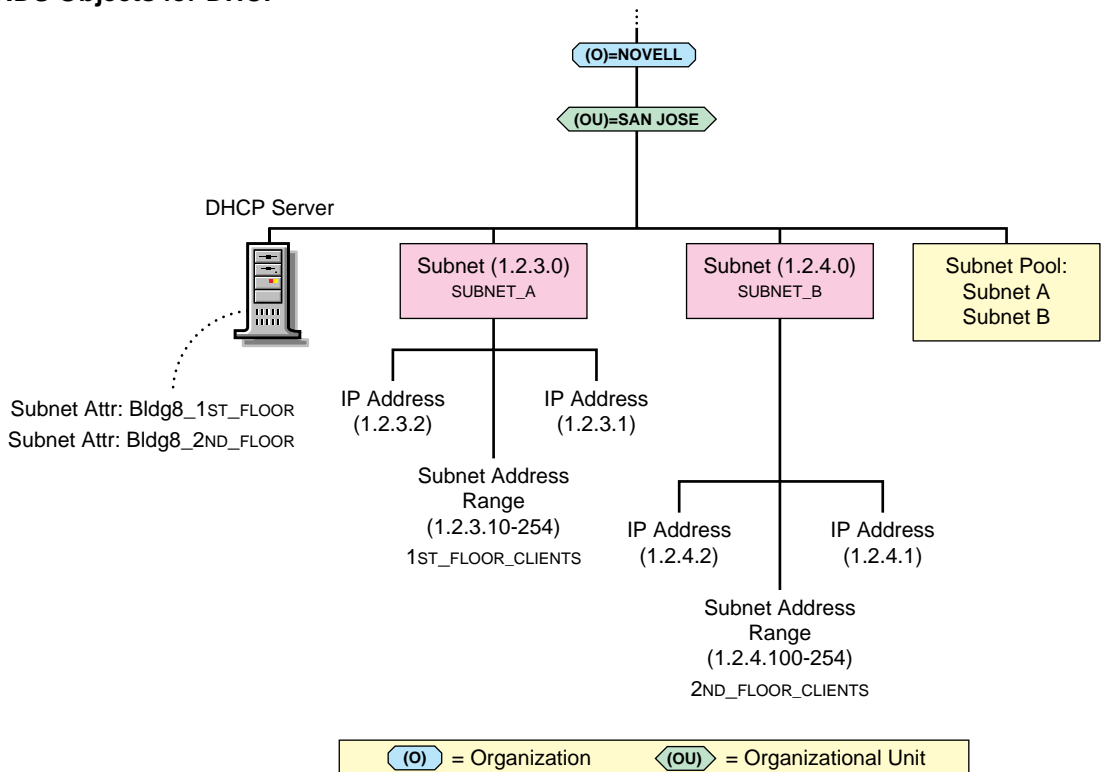 (O)=NOVELL
(OU)=SAN JOSE
DHCP Server
Subnet (1.2.3.0)
SUBNET_A
Subnet (1.2.4.0)
SUBNET_B
Subnet Pool:
Subnet A
Subnet B
Subnet Attr: Bldg8_1ST_FLOOR
Subnet Attr: Bldg8_2ND_FLOOR
IP Address
(1.2.3.2)
IP Address
(1.2.3.1)
Subnet Address
Range
(1.2.3.10-254)
1ST_FLOOR_CLIENTS
IP Address
(1.2.4.2)
IP Address
(1.2.4.1)
Subnet Address
Range
(1.2.4.100-254)
2ND_FLOOR_CLIENTS
(O) = Organization
(OU) = Organizational Unit